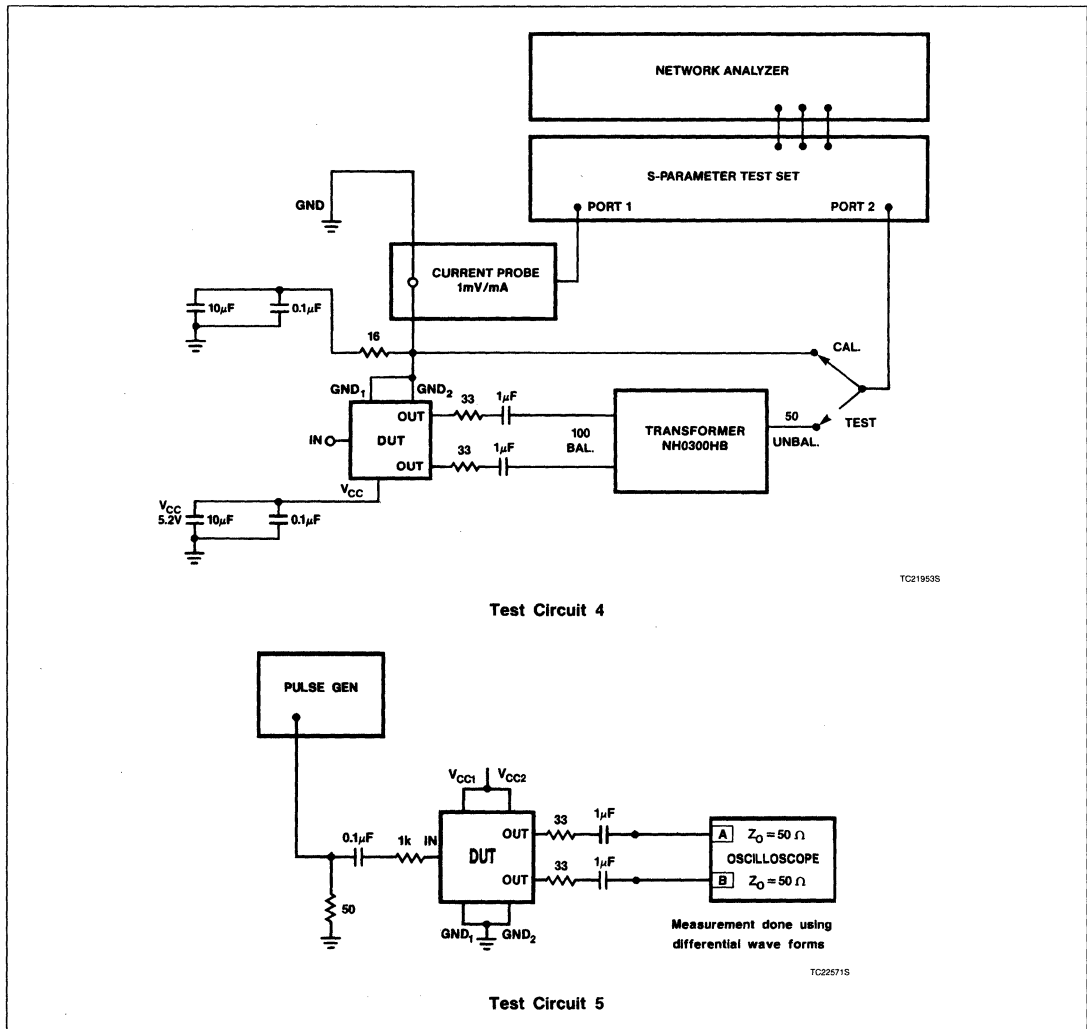 NETWORK ANALYZER
S-PARAMETER TEST SET
PORT 1
PORT 2
GND
CURRENT PROBE
1mV/mA
10μF
0.1μF
16
CAL.
GND1
GND2
OUT
33
1μF
IN
DUT
100
BAL.
TRANSFORMER
NH0300HB
50
UNBAL.
TEST
OUT
33
1μF
VCC
VCC
5.2V
10μF
0.1μF
TC21953S
Test Circuit 4
PULSE GEN
VCC1
VCC2
0.1μF
1k
IN
DUT
OUT
33
1μF
A
ZO = 50 Ω
OSCILLOSCOPE
OUT
33
1μF
B
ZO = 50 Ω
50
GND1
GND2
Measurement done using
differential wave forms
TC22571S
Test Circuit 5